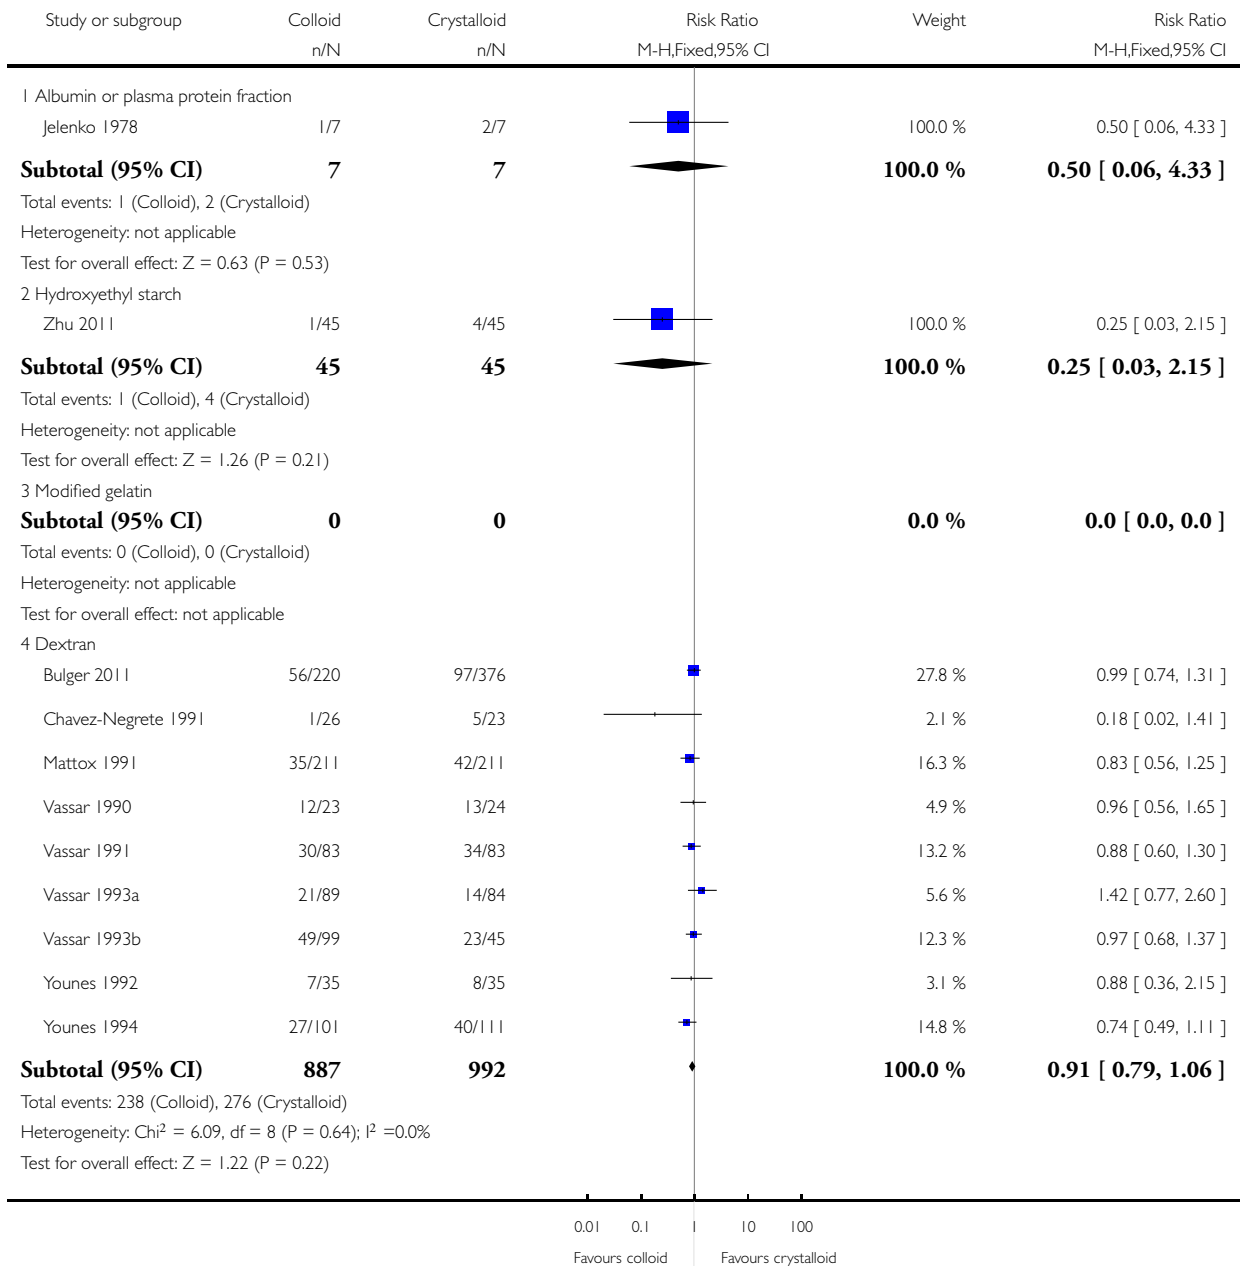 Study or subgroup Colloid Crystalloid Risk Ratio Weight Risk Ratio
n/N n/N M-H,Fixed,95% CI M-H,Fixed,95% CI
1 Albumin or plasma protein fraction
Jelenko 1978 1/7 2/7 100.0 % 0.50 [ 0.06, 4.33 ]
Subtotal (95% CI) 7 7 100.0 % 0.50 [ 0.06, 4.33 ]
Total events: 1 (Colloid), 2 (Crystalloid)
Heterogeneity: not applicable
Test for overall effect: Z = 0.63 (P = 0.53)
2 Hydroxyethyl starch
Zhu 2011 1/45 4/45 100.0 % 0.25 [ 0.03, 2.15 ]
Subtotal (95% CI) 45 45 100.0 % 0.25 [ 0.03, 2.15 ]
Total events: 1 (Colloid), 4 (Crystalloid)
Heterogeneity: not applicable
Test for overall effect: Z = 1.26 (P = 0.21)
3 Modified gelatin
Subtotal (95% CI) 0 0 0.0 % 0.0 [ 0.0, 0.0 ]
Total events: 0 (Colloid), 0 (Crystalloid)
Heterogeneity: not applicable
Test for overall effect: not applicable
4 Dextran
Bulger 2011 56/220 97/376 27.8 % 0.99 [ 0.74, 1.31 ]
Chavez-Negrete 1991 1/26 5/23 2.1 % 0.18 [ 0.02, 1.41 ]
Mattox 1991 35/211 42/211 16.3 % 0.83 [ 0.56, 1.25 ]
Vassar 1990 12/23 13/24 4.9 % 0.96 [ 0.56, 1.65 ]
Vassar 1991 30/83 34/83 13.2 % 0.88 [ 0.60, 1.30 ]
Vassar 1993a 21/89 14/84 5.6 % 1.42 [ 0.77, 2.60 ]
Vassar 1993b 49/99 23/45 12.3 % 0.97 [ 0.68, 1.37 ]
Younes 1992 7/35 8/35 3.1 % 0.88 [ 0.36, 2.15 ]
Younes 1994 27/101 40/111 14.8 % 0.74 [ 0.49, 1.11 ]
Subtotal (95% CI) 887 992 100.0 % 0.91 [ 0.79, 1.06 ]
Total events: 238 (Colloid), 276 (Crystalloid)
Heterogeneity: Chi² = 6.09, df = 8 (P = 0.64); I² =0.0%
Test for overall effect: Z = 1.22 (P = 0.22)
0.01 0.1 1 10 100
Favours colloid Favours crystalloid